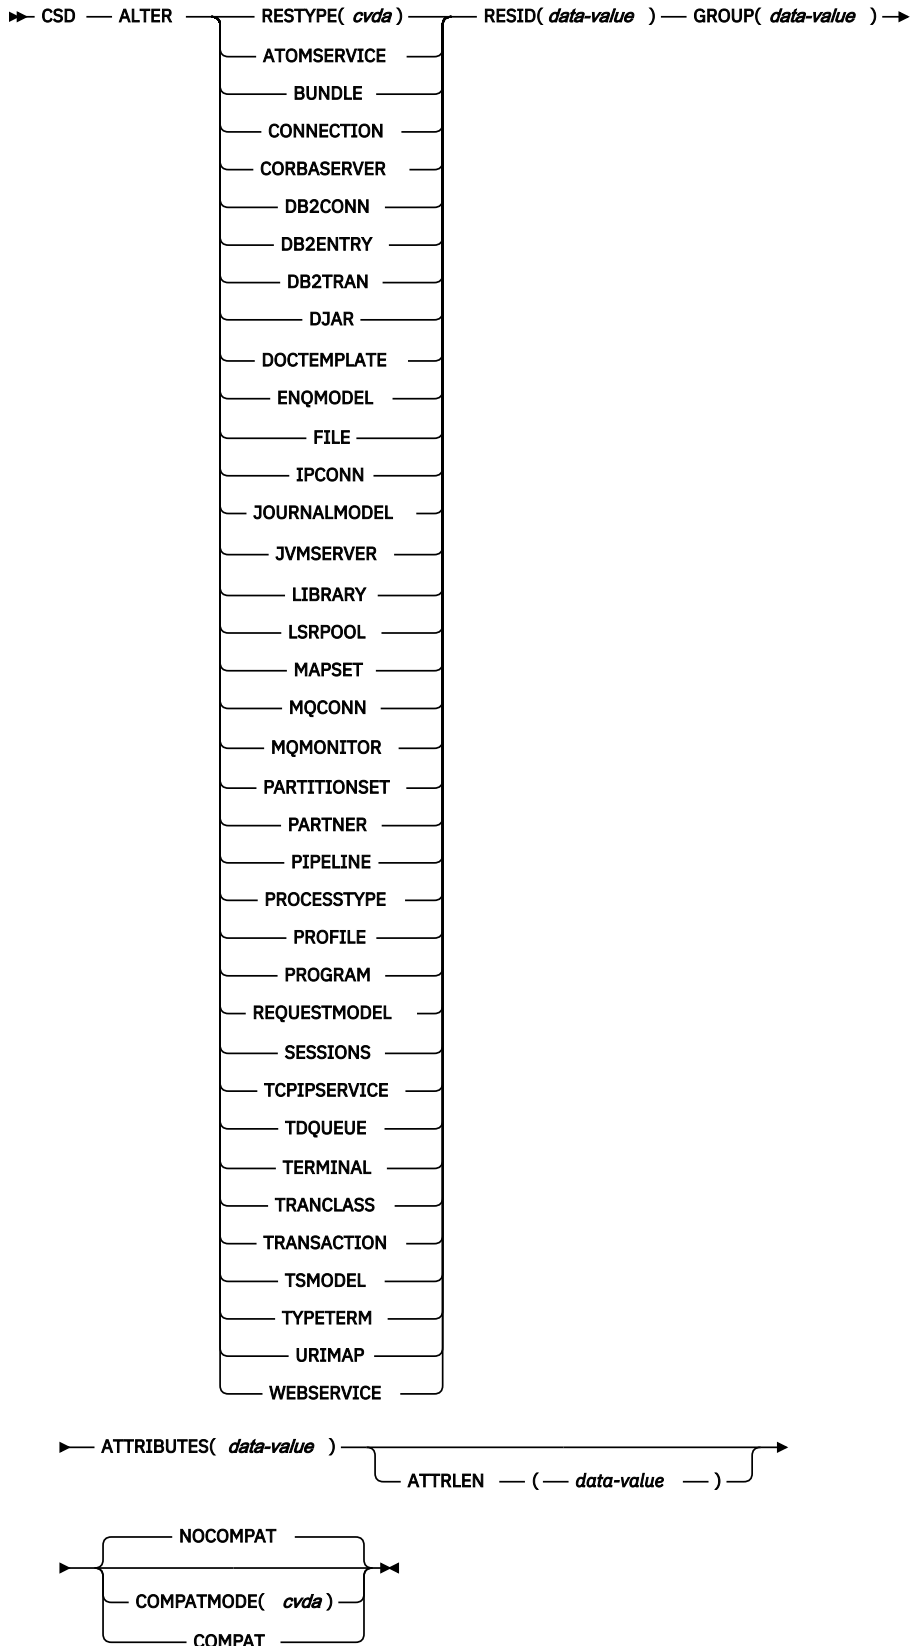 CSD ALTER RESTYPE( cvda ) RESID( data-value ) GROUP( data-value )
ATOMSERVICE
BUNDLE
CONNECTION
CORBASERVER
DB2CONN
DB2ENTRY
DB2TRAN
DJAR
DOCTEMPLATE
ENQMODEL
FILE
IPCONN
JOURNALMODEL
JVMSERVER
LIBRARY
LSRPOOL
MAPSET
MQCONN
MQMONITOR
PARTITIONSET
PARTNER
PIPELINE
PROCESSTYPE
PROFILE
PROGRAM
REQUESTMODEL
SESSIONS
TCPIPSERVICE
TDQUEUE
TERMINAL
TRANCLASS
TRANSACTION
TSMODEL
TYPETERM
URIMAP
WEBSERVICE
ATTRIBUTES( data-value )
ATTRLEN ( data-value )
NOCOMPAT
COMPATMODE( cvda )
COMPAT